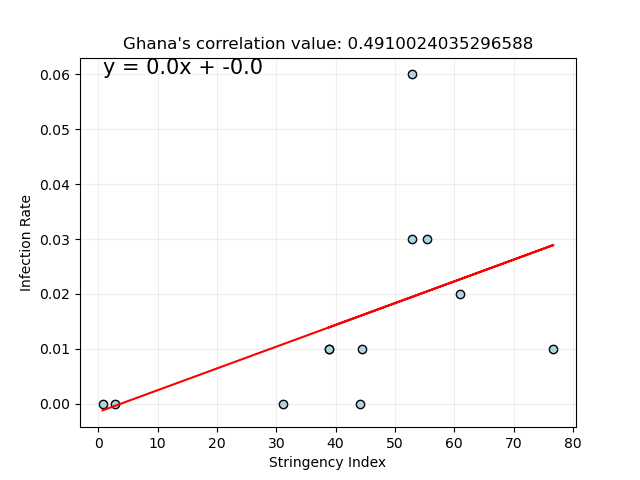 Ghana's correlation value: 0.4910024035296588
y = 0.0x + -0.0
0.06
0.05
0.04
0.03
0.02
0.01
0.00
Infection Rate
0 10 20 30 40 50 60 70 80
Stringency Index